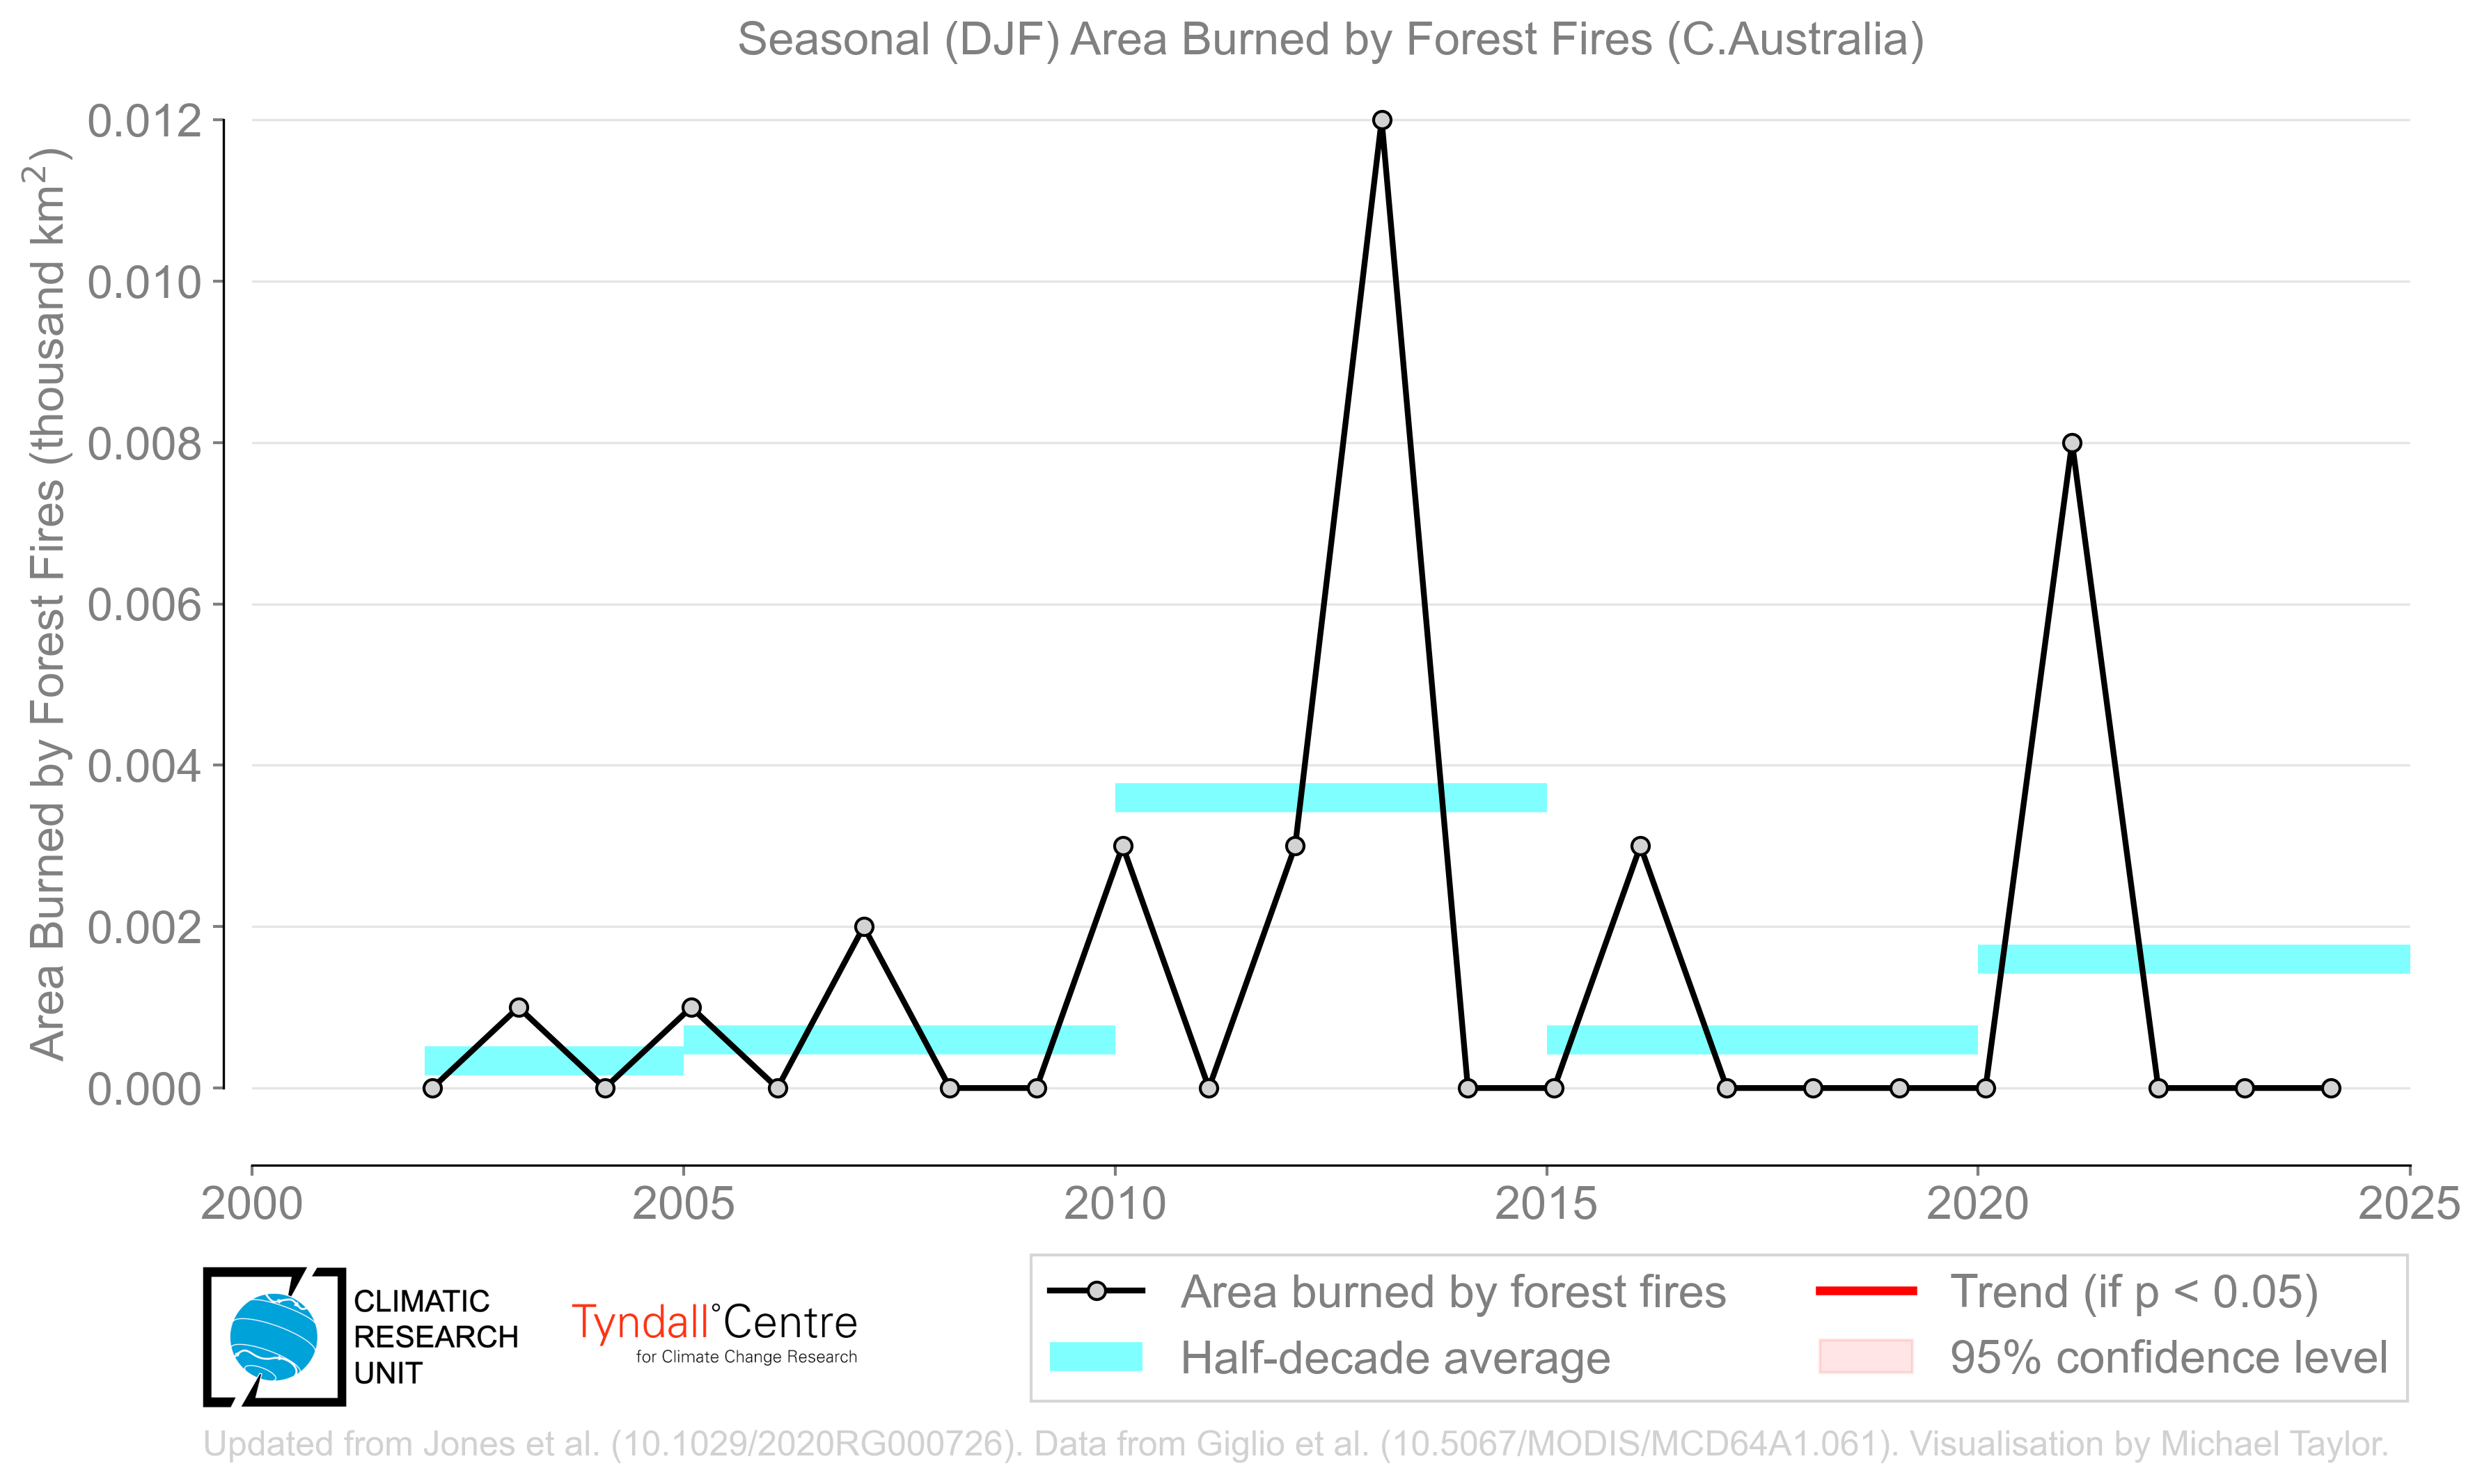 Seasonal (DJF) Area Burned by Forest Fires (C.Australia)
Area Burned by Forest Fires (thousand km²)
0.012
0.010
0.008
0.006
0.004
0.002
0.000
2000 2005 2010 2015 2020 2025
CLIMATIC
RESEARCH
UNIT
Tyndall°Centre
for Climate Change Research
Area burned by forest fires
Half-decade average
Trend (if p < 0.05)
95% confidence level
Updated from Jones et al. (10.1029/2020RG000726). Data from Giglio et al. (10.5067/MODIS/MCD64A1.061). Visualisation by Michael Taylor.